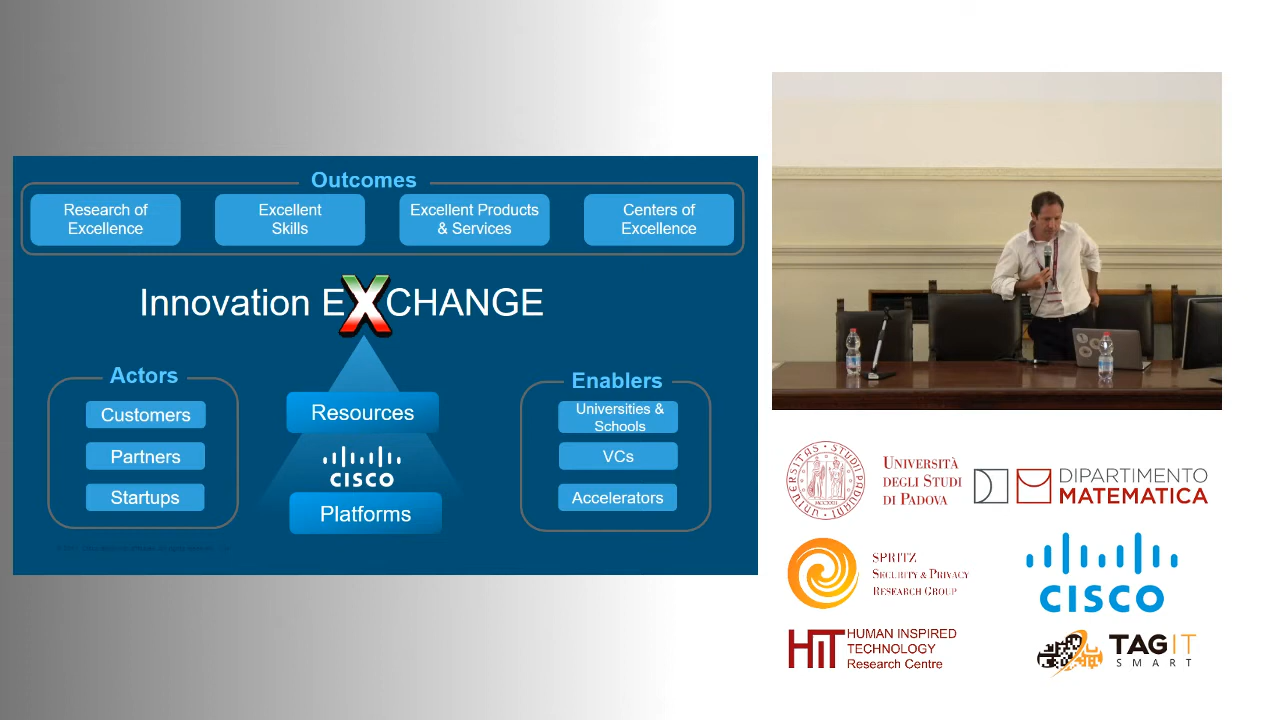 Outcomes
Research of
Excellence
Excellent
Skills
Excellent Products
& Services
Centers of
Excellence
Innovation EXCHANGE
Actors
Customers
Partners
Startups
Resources
CISCO
Platforms
Enablers
Universities &
Schools
VCs
Accelerators
UNIVERSITÀ
DEGLI STUDI
DI PADOVA
DIPARTIMENTO
MATEMATICA
SPRITZ
SECURITY & PRIVACY
RESEARCH GROUP
CISCO
HIT
HUMAN INSPIRED
TECHNOLOGY
Research Centre
TAGIT
SMART